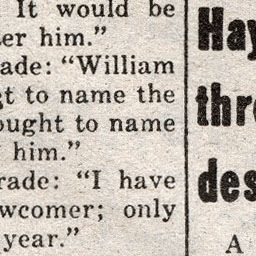 It would be
er him."
ade: "William
t to name the
ought to name
him."
rade: "I have
wcomer; only
year."
Hay
thr
des
A